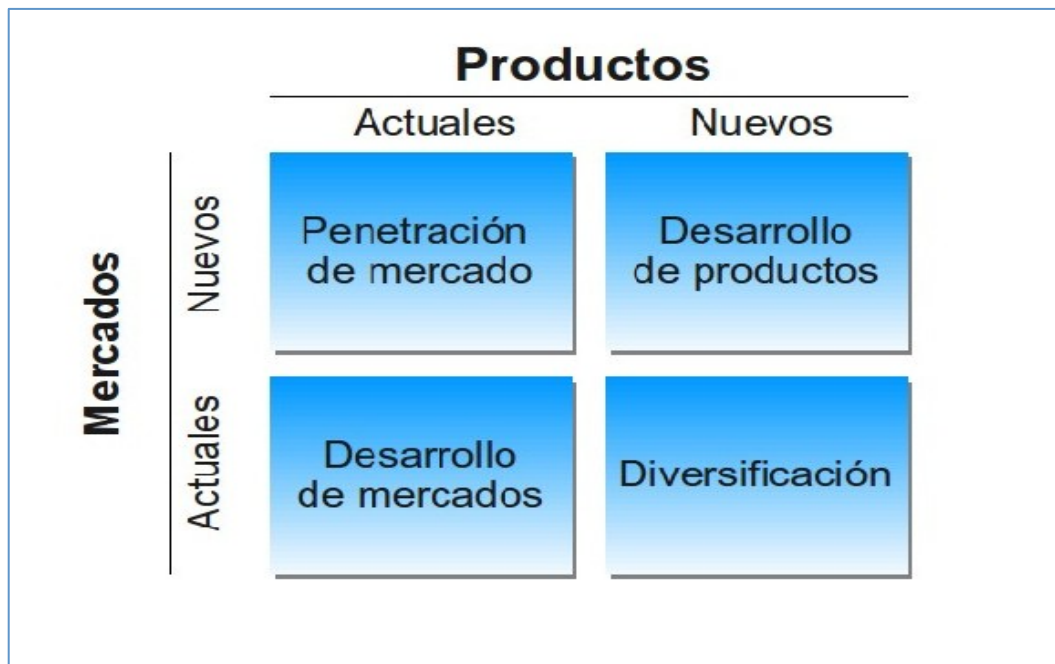 Productos
Actuales
Nuevos
Mercados
Nuevos
Penetración
de mercado
Desarrollo
de productos
Actuales
Desarrollo
de mercados
Diversificación